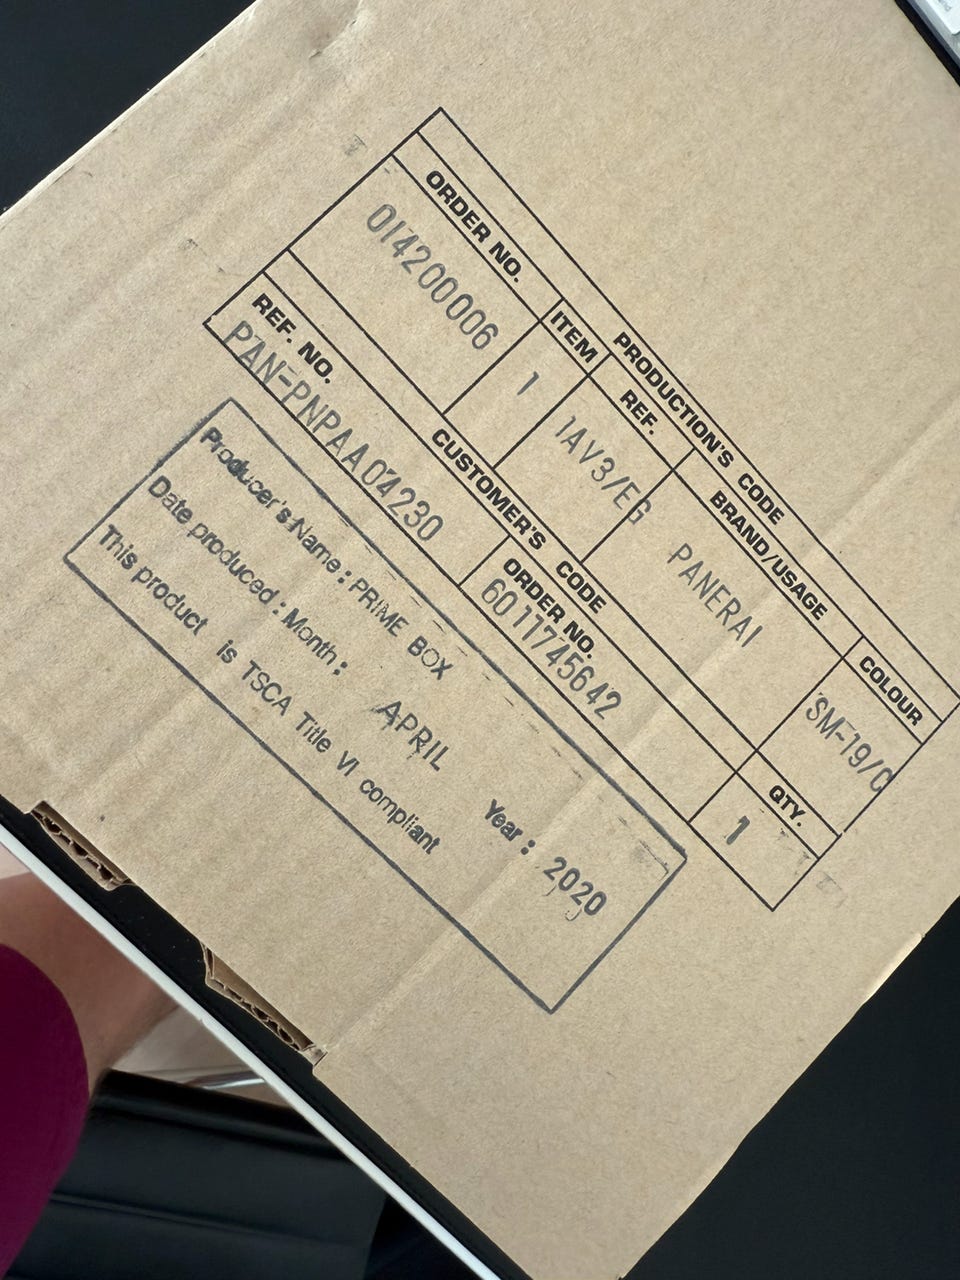 PRODUCTION'S CODE
ORDER NO. ITEM REF. BRAND/USAGE COLOUR
014200006 1 1AV3/EG PANERAI SM-19/C
CUSTOMER'S CODE QTY.
REF. NO. ORDER NO. 1
PAN-PNPAA04230 6011745642
Producer's Name: PRIME BOX
Date produced: Month: APRIL Year: 2020
This product is TSCA Title VI compliant